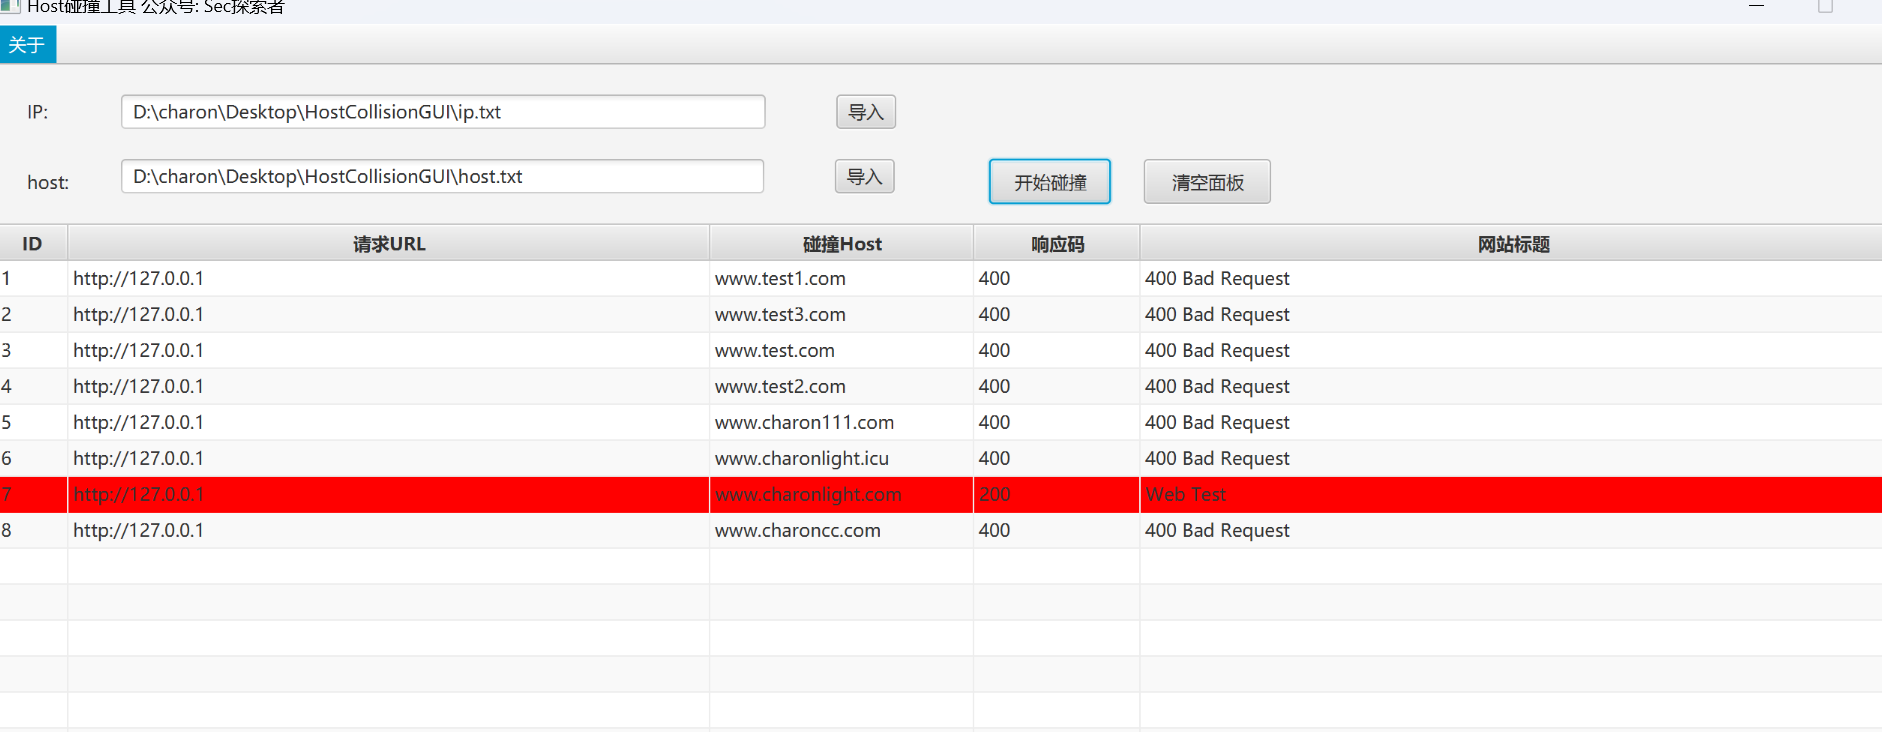 Host碰撞工具 公众号: Sec探索者
关于
IP: D:\charon\Desktop\HostCollisionGUI\ip.txt 导入
host: D:\charon\Desktop\HostCollisionGUI\host.txt 导入 开始碰撞 清空面板
ID 请求URL 碰撞Host 响应码 网站标题
1 http://127.0.0.1 www.test1.com 400 400 Bad Request
2 http://127.0.0.1 www.test3.com 400 400 Bad Request
3 http://127.0.0.1 www.test.com 400 400 Bad Request
4 http://127.0.0.1 www.test2.com 400 400 Bad Request
5 http://127.0.0.1 www.charon111.com 400 400 Bad Request
6 http://127.0.0.1 www.charonlight.icu 400 400 Bad Request
7 http://127.0.0.1 www.charonlight.com 200 Web Test
8 http://127.0.0.1 www.charoncc.com 400 400 Bad Request